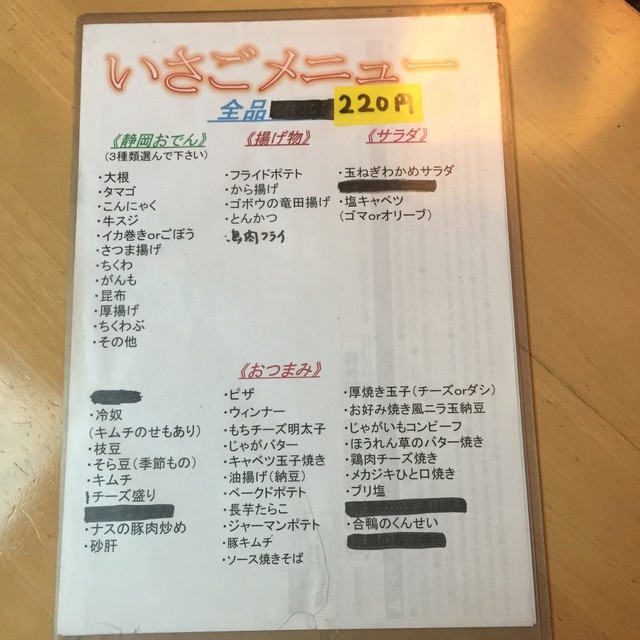 いさごメニュー
全品 220円
《静岡おでん》
(3種類選んで下さい)
・大根
・タマゴ
・こんにゃく
・牛スジ
・イカ巻きorごぼう
・さつま揚げ
・ちくわ
・がんも
・昆布
・厚揚げ
・ちくわぶ
・その他
《揚げ物》
・フライドポテト
・から揚げ
・ゴボウの竜田揚げ
・とんかつ
・鳥肉フライ
《サラダ》
・玉ねぎわかめサラダ
・塩キャベツ
(ゴマorオリーブ)
《おつまみ》
・冷奴
(キムチのせもあり)
・枝豆
・そら豆(季節もの)
・キムチ
チーズ盛り
・ナスの豚肉炒め
・砂肝
・ピザ
・ウィンナー
・もちチーズ明太子
・じゃがバター
・キャベツ玉子焼き
・油揚げ(納豆)
・ベークドポテト
・長芋たらこ
・ジャーマンポテト
・豚キムチ
・ソース焼きそば
・厚焼き玉子(チーズorダシ)
・お好み焼き風ニラ玉納豆
・じゃがいもコンビーフ
・ほうれん草のバター焼き
・鶏肉チーズ焼き
・メカジキひと口焼き
・ブリ塩
・合鴨のくんせい